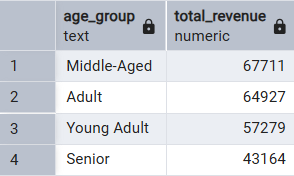 age_group total_revenue
text numeric
1 Middle-Aged 67711
2 Adult 64927
3 Young Adult 57279
4 Senior 43164